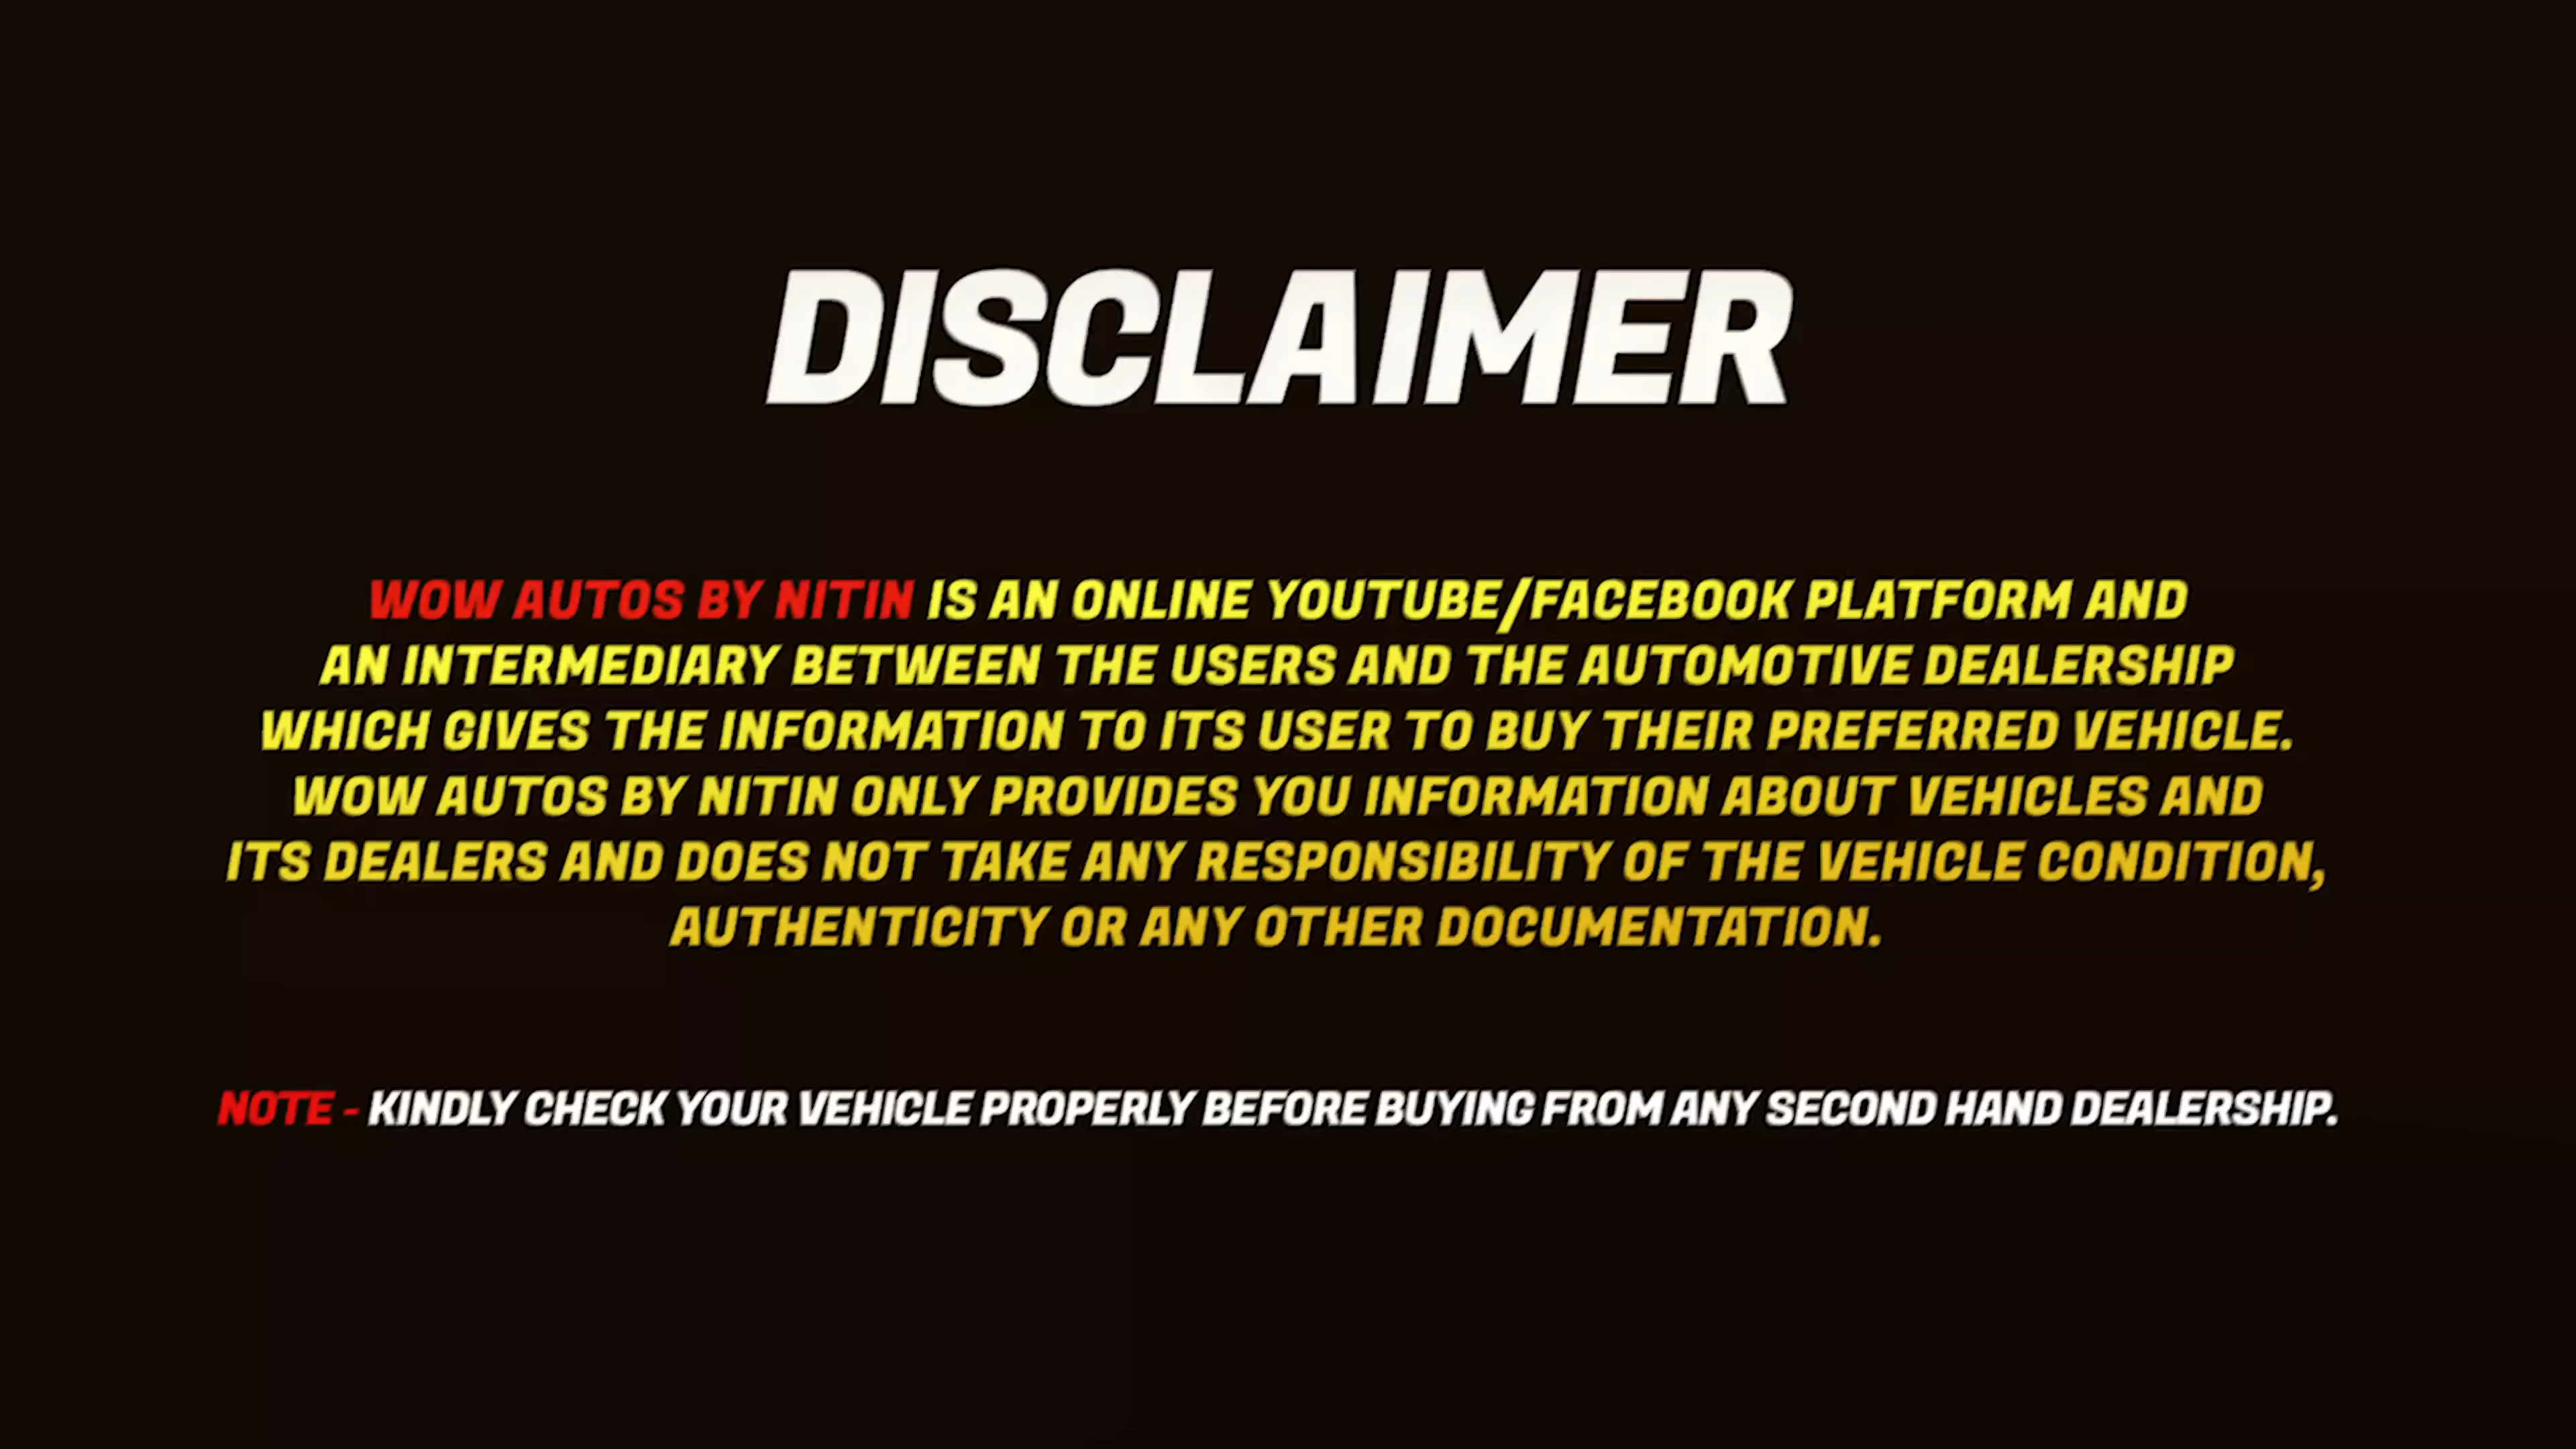 DISCLAIMER
WOW AUTOS BY NITIN IS AN ONLINE YOUTUBE/FACEBOOK PLATFORM AND
AN INTERMEDIARY BETWEEN THE USERS AND THE AUTOMOTIVE DEALERSHIP
WHICH GIVES THE INFORMATION TO ITS USER TO BUY THEIR PREFERRED VEHICLE.
WOW AUTOS BY NITIN ONLY PROVIDES YOU INFORMATION ABOUT VEHICLES AND
ITS DEALERS AND DOES NOT TAKE ANY RESPONSIBILITY OF THE VEHICLE CONDITION,
AUTHENTICITY OR ANY OTHER DOCUMENTATION.
NOTE - KINDLY CHECK YOUR VEHICLE PROPERLY BEFORE BUYING FROM ANY SECOND HAND DEALERSHIP.